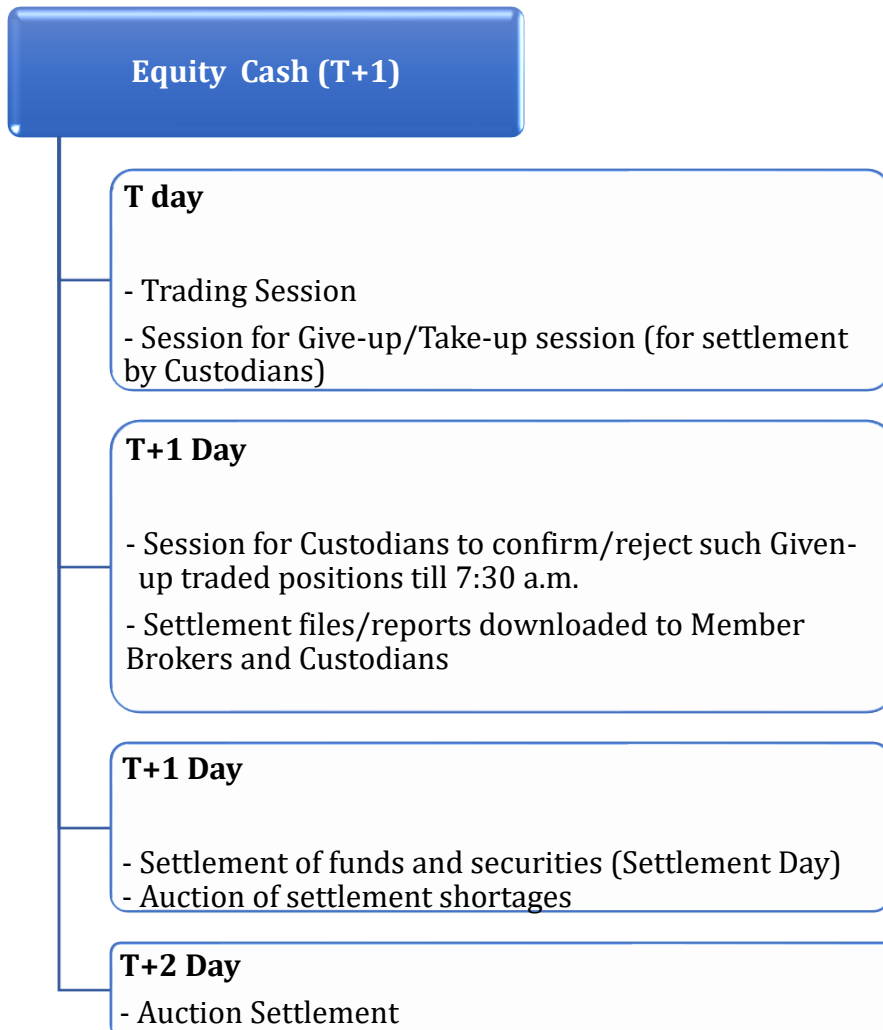 Equity  Cash (T+1)
T day
- Trading Session
- Session for Give-up/Take-up session (for settlement
by Custodians)
T+1 Day
- Session for Custodians to confirm/reject such Given-
up traded positions till 7:30 a.m.
- Settlement files/reports downloaded to Member
Brokers and Custodians
T+1 Day
- Settlement of funds and securities (Settlement Day)
- Auction of settlement shortages
T+2 Day
- Auction Settlement